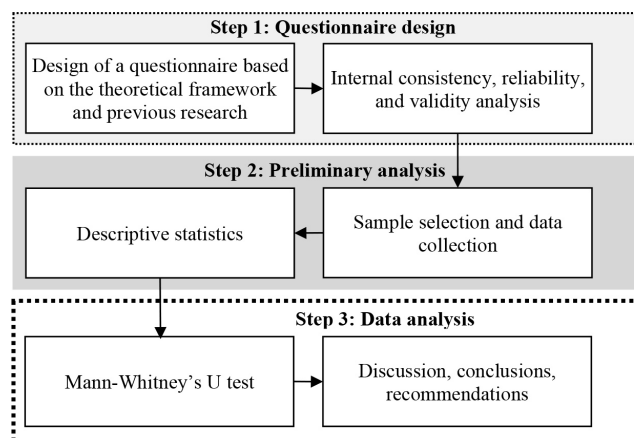 Step 1: Questionnaire design
Design of a questionnaire based
on the theoretical framework
and previous research
Internal consistency, reliability,
and validity analysis
Step 2: Preliminary analysis
Descriptive statistics
Sample selection and data
collection
Step 3: Data analysis
Mann-Whitney’s U test
Discussion, conclusions,
recommendations